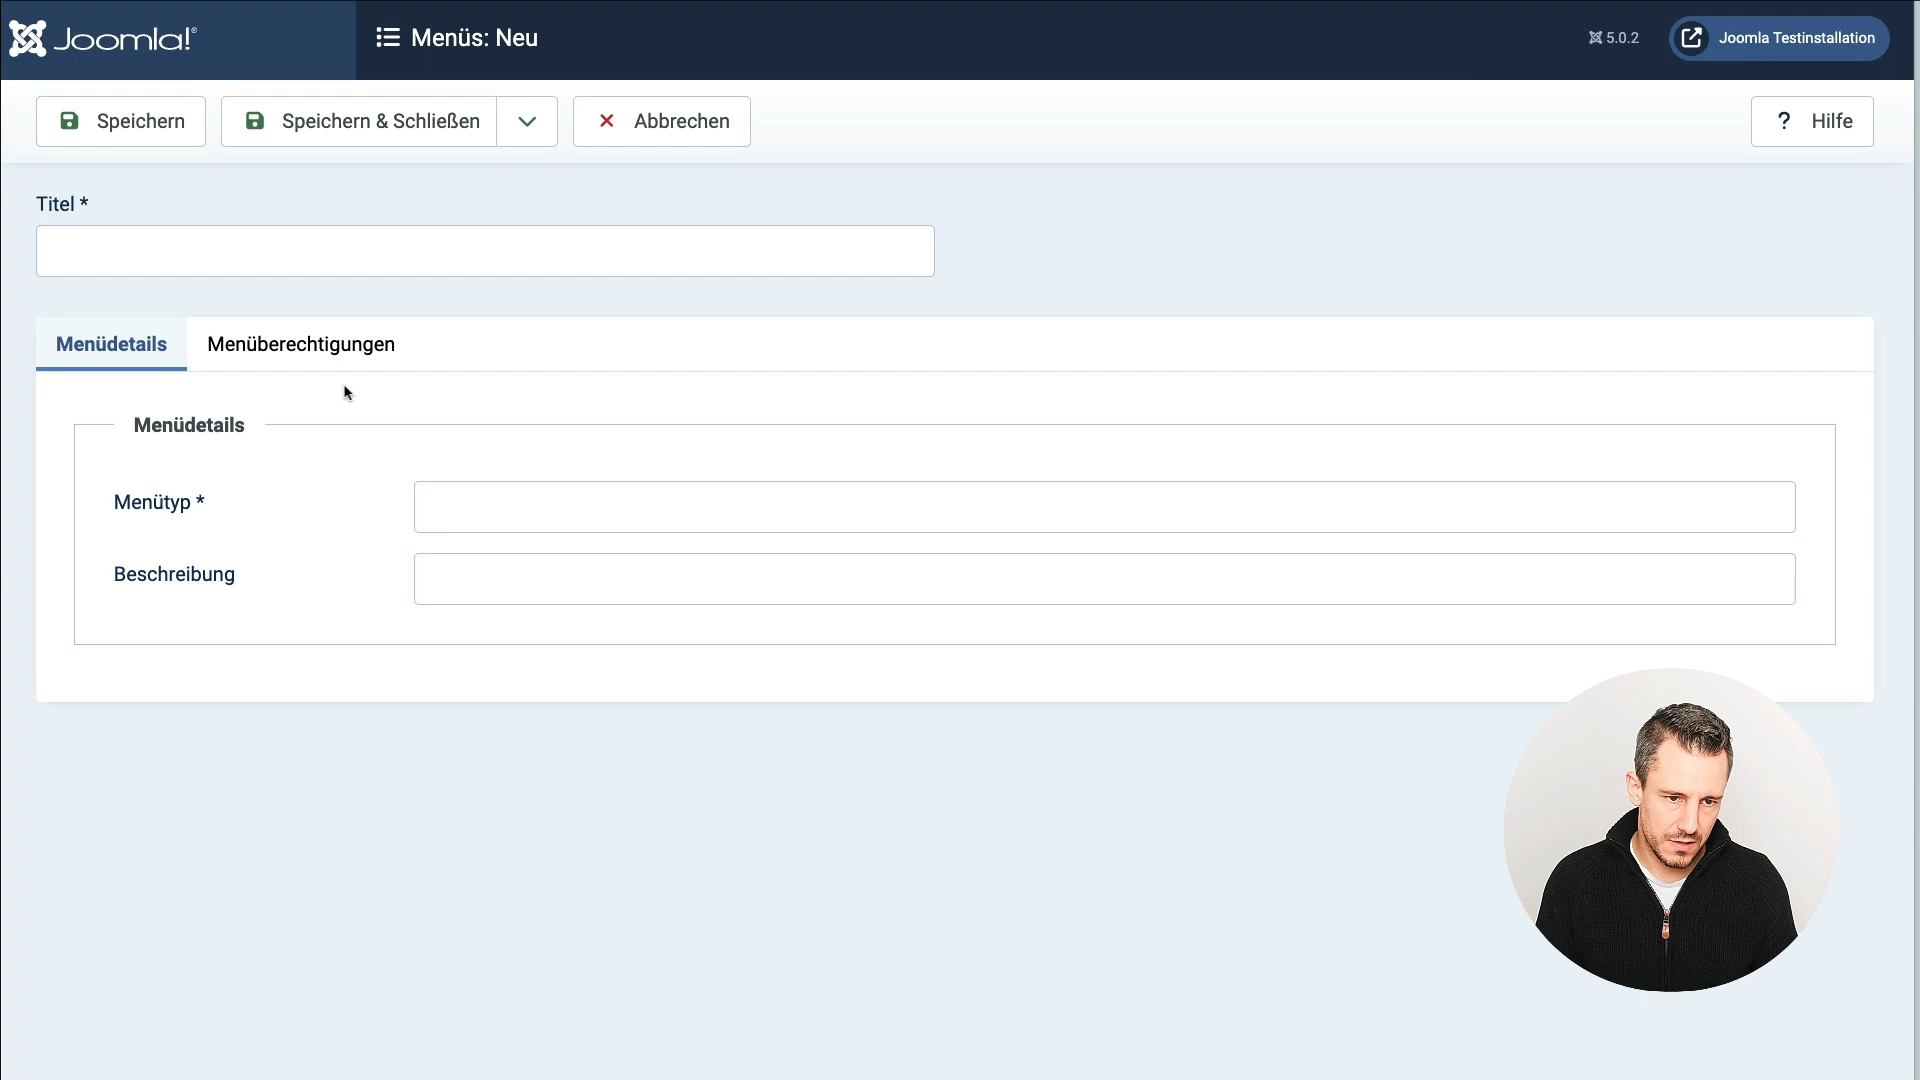 Joomla!®
Menüs: Neu
5.0.2
Joomla Testinstallation
Speichern
Speichern & Schließen
Abbrechen
? Hilfe
Titel *
Menüdetails
Menüberechtigungen
Menüdetails
Menütyp *
Beschreibung